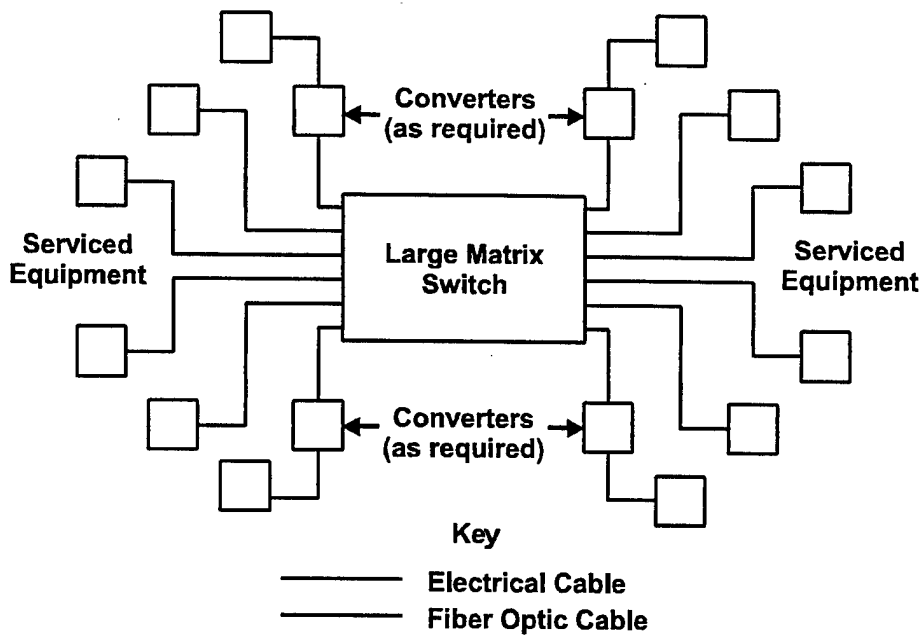 Converters
(as required)
Serviced
Equipment
Large Matrix
Switch
Serviced
Equipment
Converters
(as required)
Key
Electrical Cable
Fiber Optic Cable